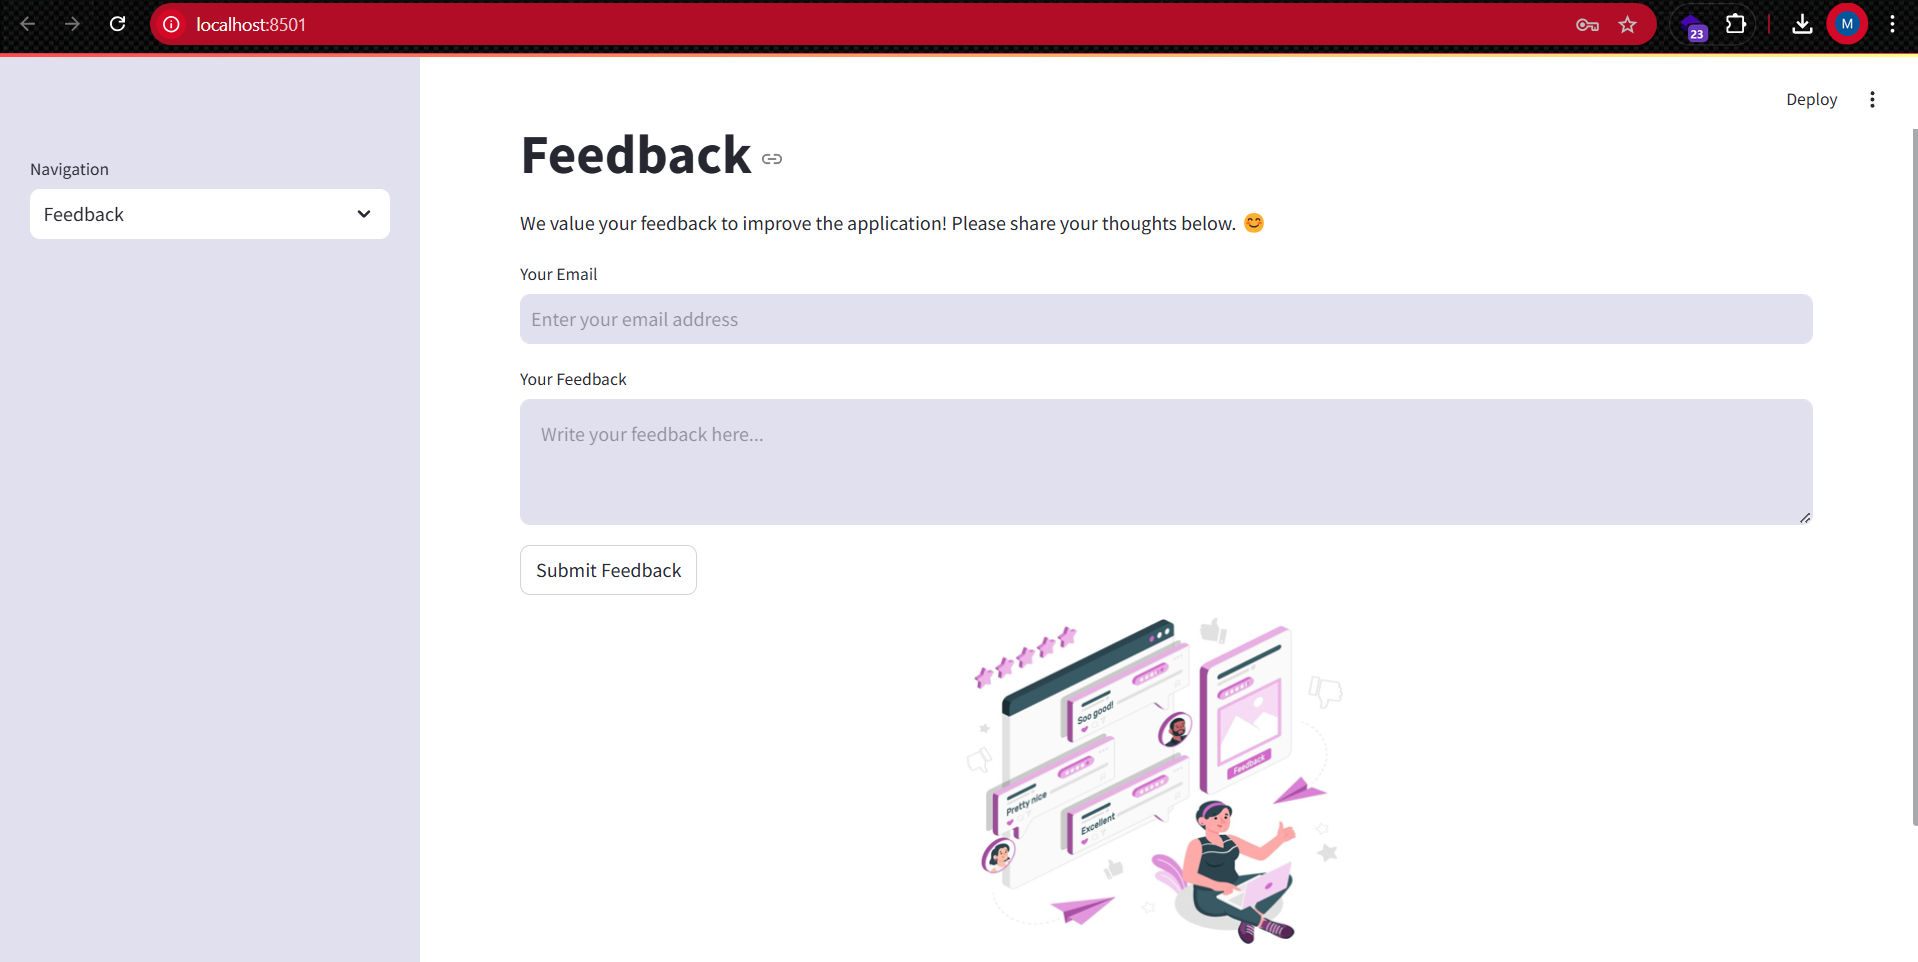 localhost:8501
23
M
Deploy
Navigation
Feedback
Feedback
We value your feedback to improve the application! Please share your thoughts below. 😊
Your Email
Enter your email address
Your Feedback
Write your feedback here...
Submit Feedback
Soo good!
Pretty nice
Excellent
Feedback